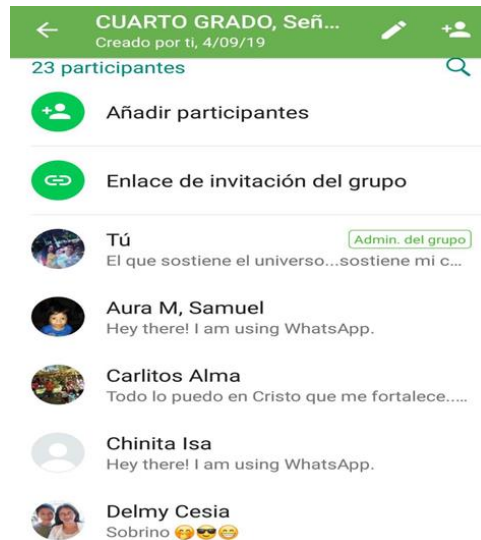 CUARTO GRADO, Señ...
Creado por ti, 4/09/19
23 participantes
Añadir participantes
Enlace de invitación del grupo
Tú
Admin. del grupo
El que sostiene el universo...sostiene mi c...
Aura M, Samuel
Hey there! I am using WhatsApp.
Carlitos Alma
Todo lo puedo en Cristo que me fortalece.....
Chinita Isa
Hey there! I am using WhatsApp.
Delmy Cesia
Sobrino 🤭😎😁